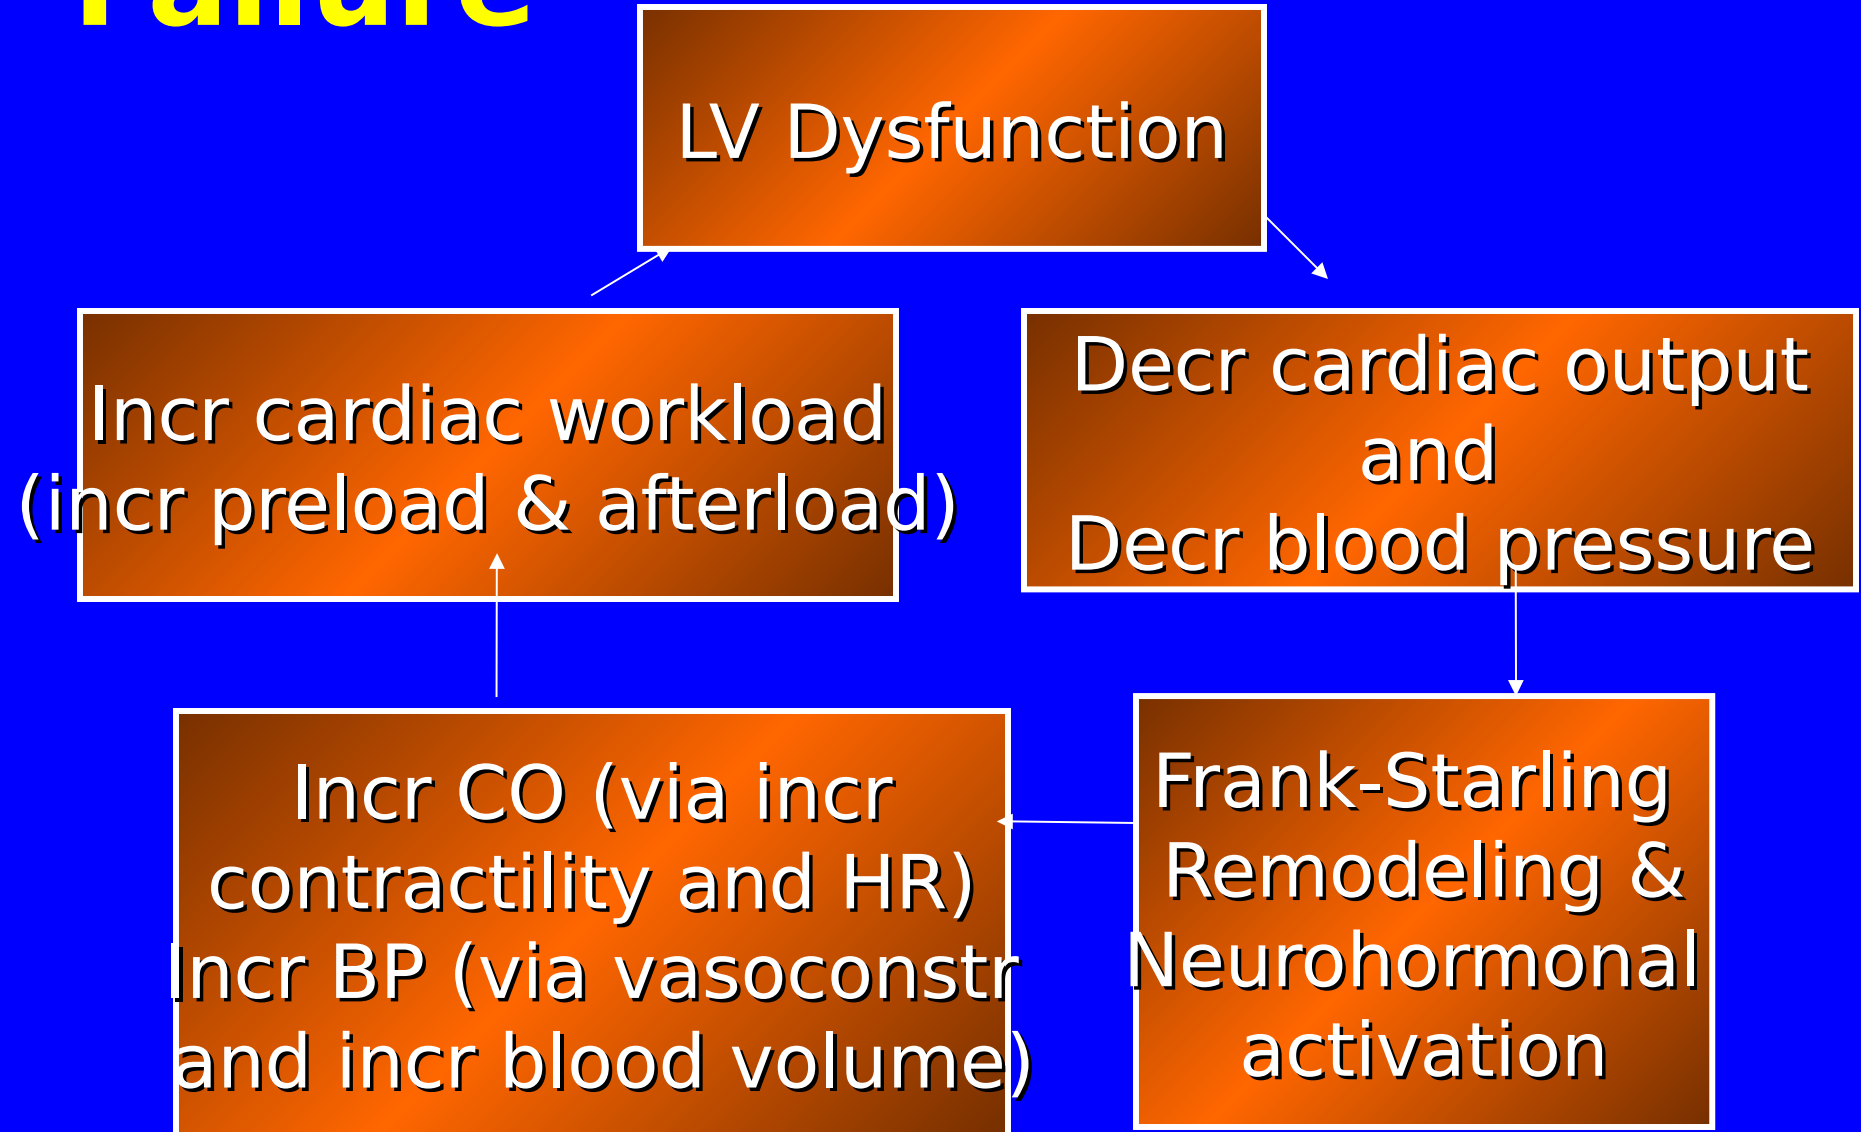 Failure
LV Dysfunction
Incr cardiac workload
(incr preload & afterload)
Decr cardiac output
and
Decr blood pressure
Incr CO (via incr
contractility and HR)
Incr BP (via vasoconstr
and incr blood volume)
Frank-Starling
Remodeling &
Neurohormonal
activation